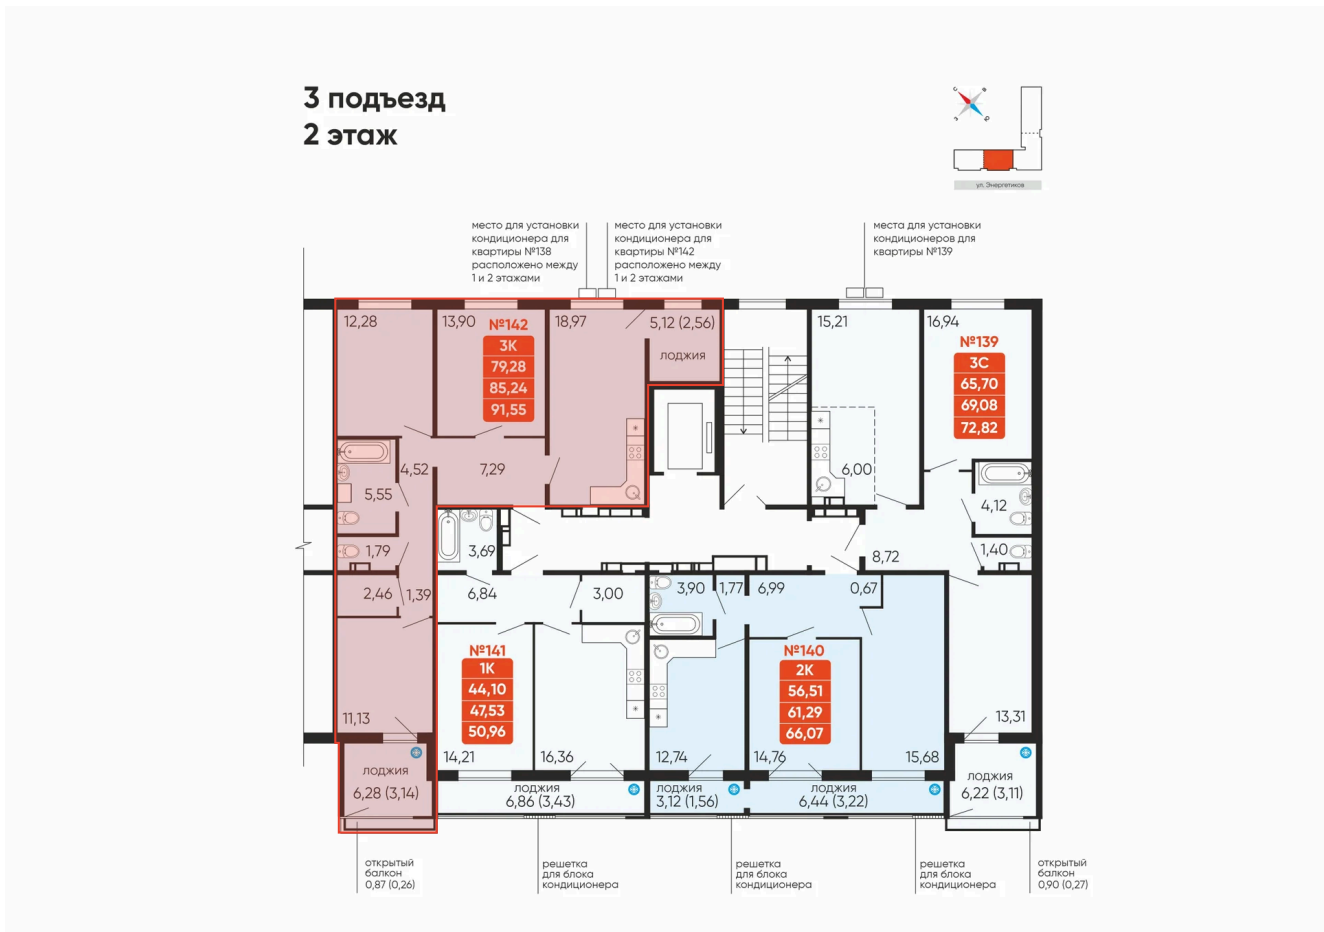 3 подъезд
2 этаж
С
В
З
Ю
ул. Энергетиков
место для установки
кондиционера для
квартиры №138
расположено между
1 и 2 этажами
место для установки
кондиционера для
квартиры №142
расположено между
1 и 2 этажами
места для установки
кондиционеров для
квартиры №139
12,28
13,90
№142
3К
79,28
85,24
91,55
18,97
5,12 (2,56)
лоджия
15,21
16,94
№139
3С
65,70
69,08
72,82
4,52
7,29
5,55
6,00
4,12
1,79
3,69
8,72
1,40
2,46
1,39
6,84
3,00
3,90
1,77
6,99
0,67
№141
1К
44,10
47,53
50,96
№140
2К
56,51
61,29
66,07
11,13
14,21
16,36
12,74
14,76
15,68
13,31
лоджия
6,28 (3,14)
лоджия
6,86 (3,43)
лоджия
3,12 (1,56)
лоджия
6,44 (3,22)
лоджия
6,22 (3,11)
открытый
балкон
0,87 (0,26)
решетка
для блока
кондиционера
решетка
для блока
кондиционера
решетка
для блока
кондиционера
открытый
балкон
0,90 (0,27)